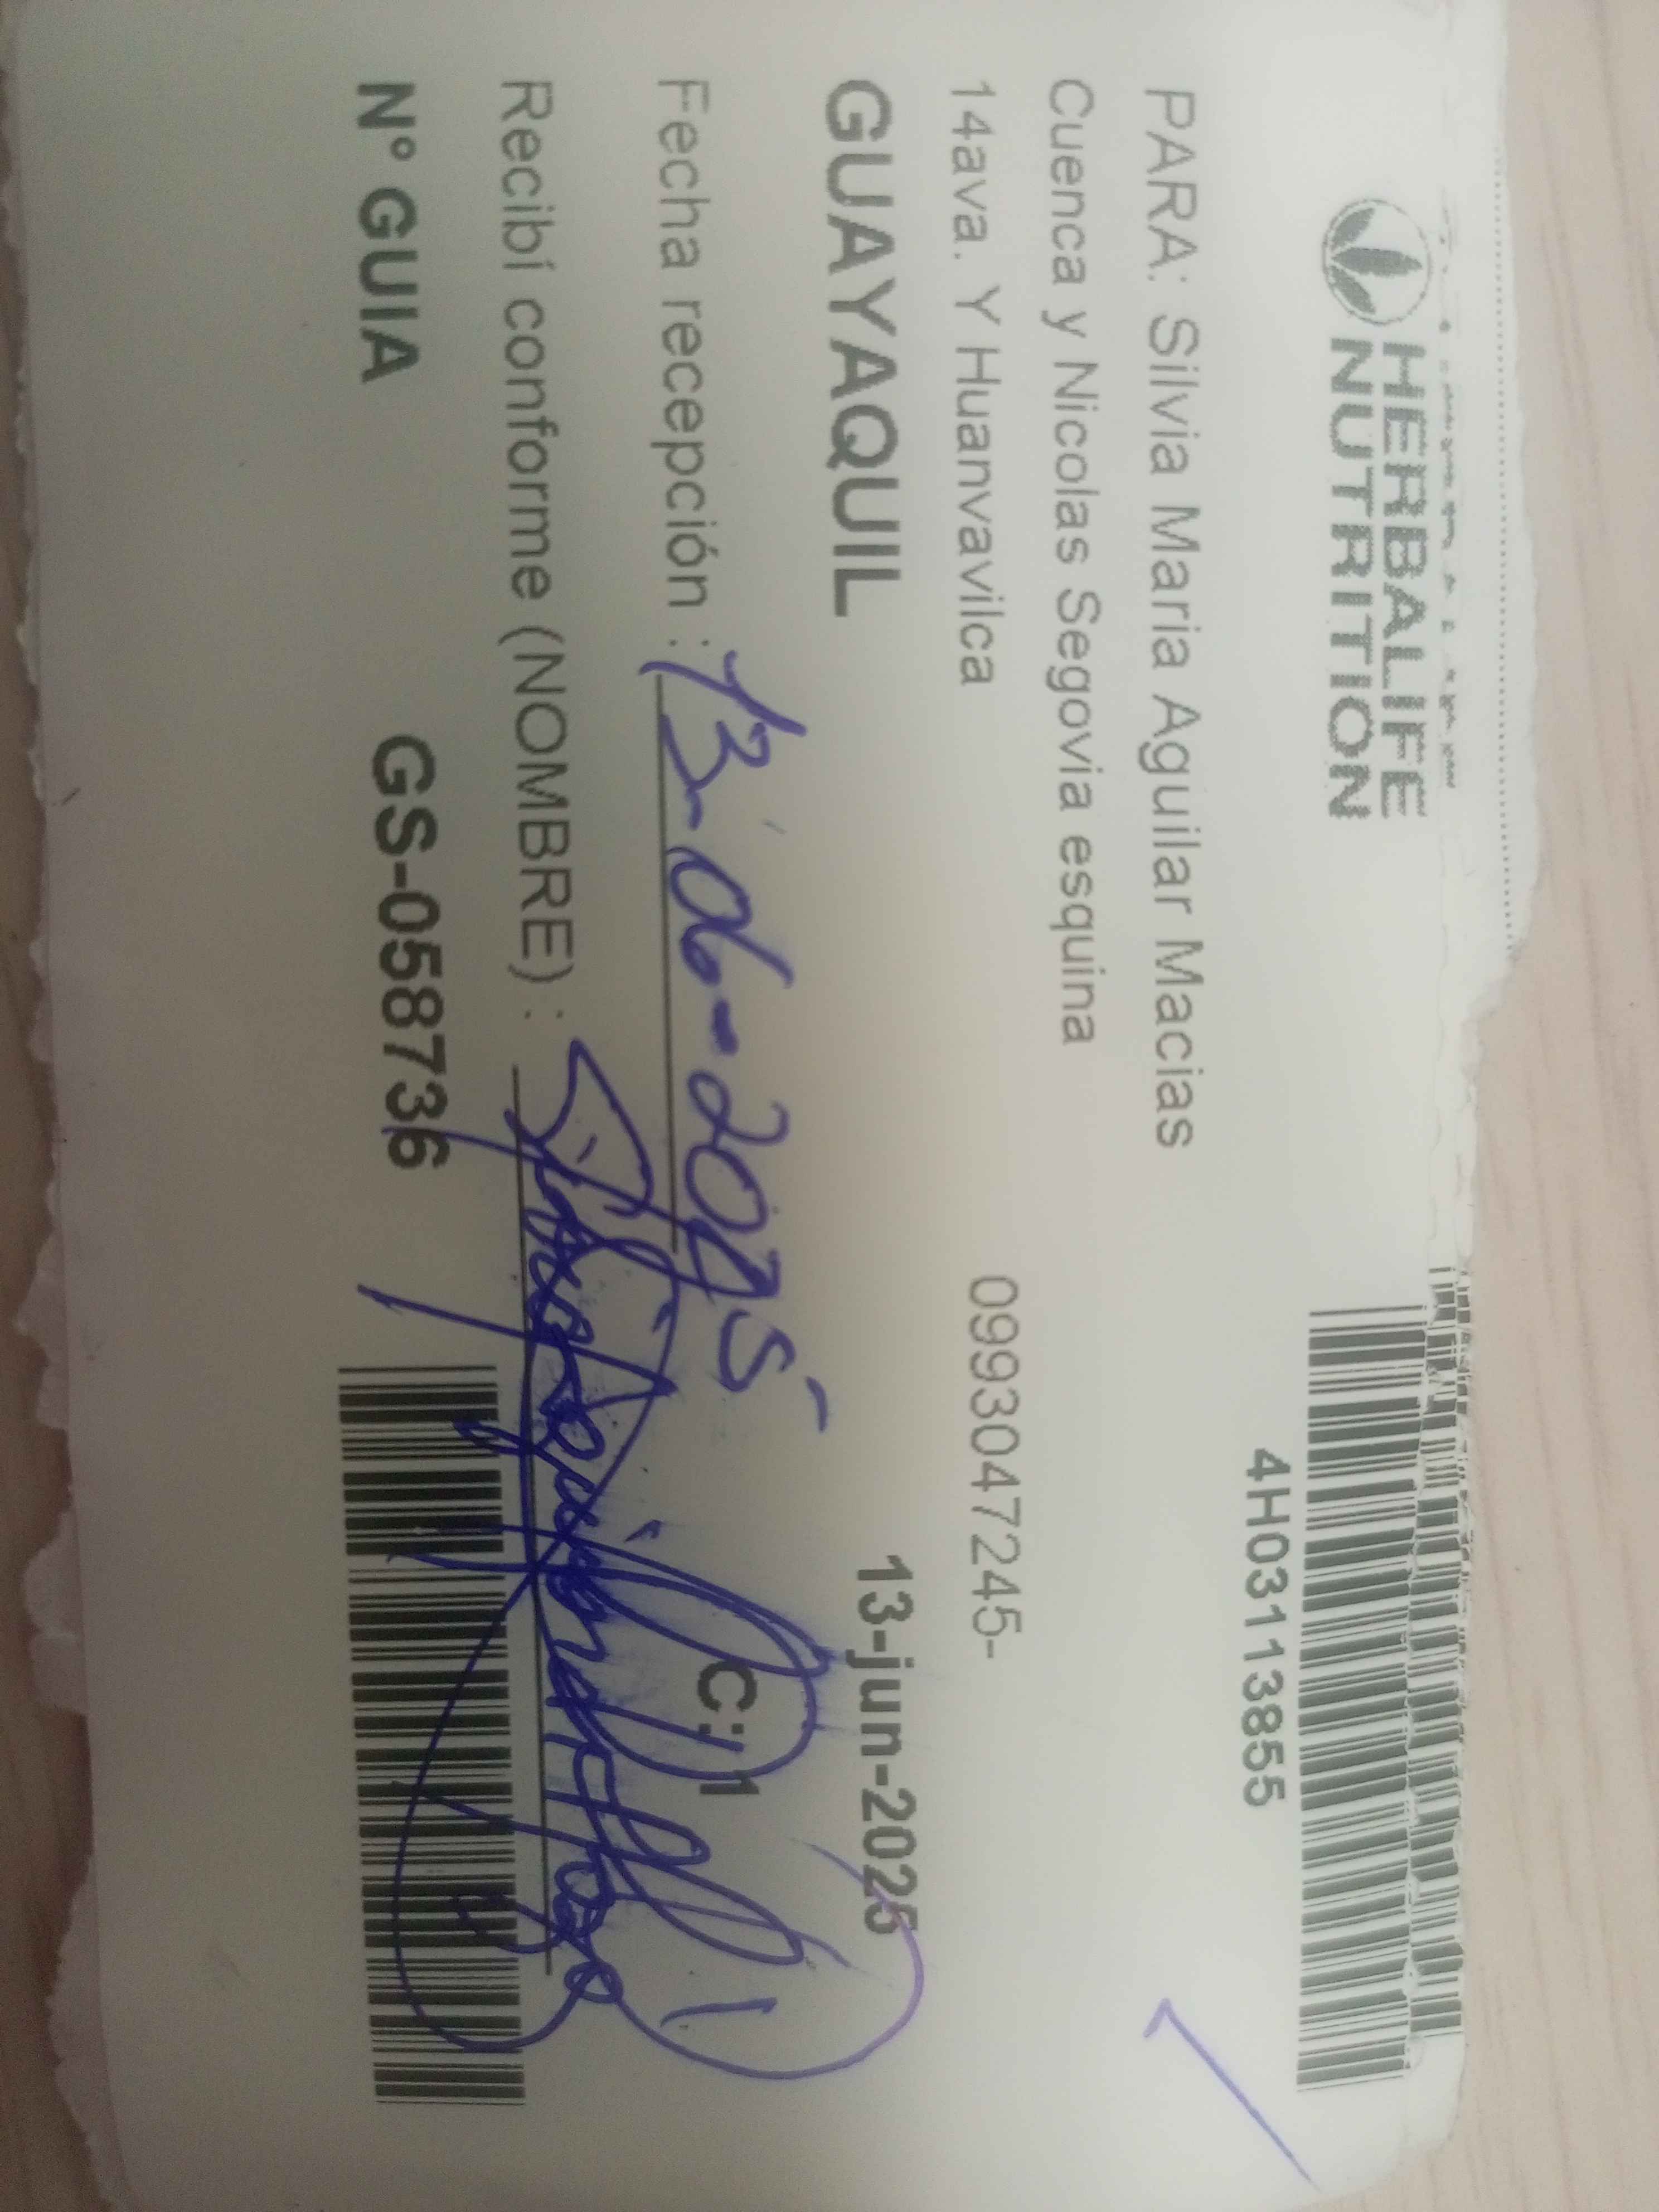 HERBALIFE
NUTRITION
4H03113855
PARA: Silvia Maria Aguilar Macias
Cuenca y Nicolas Segovia esquina
14ava. Y Huanvavilca 0993047245-
GUAYAQUIL 13-jun-2025
Fecha recepción : 13-06-2025 C: 1
Recibí conforme (NOMBRE) :
N° GUIA GS-058736